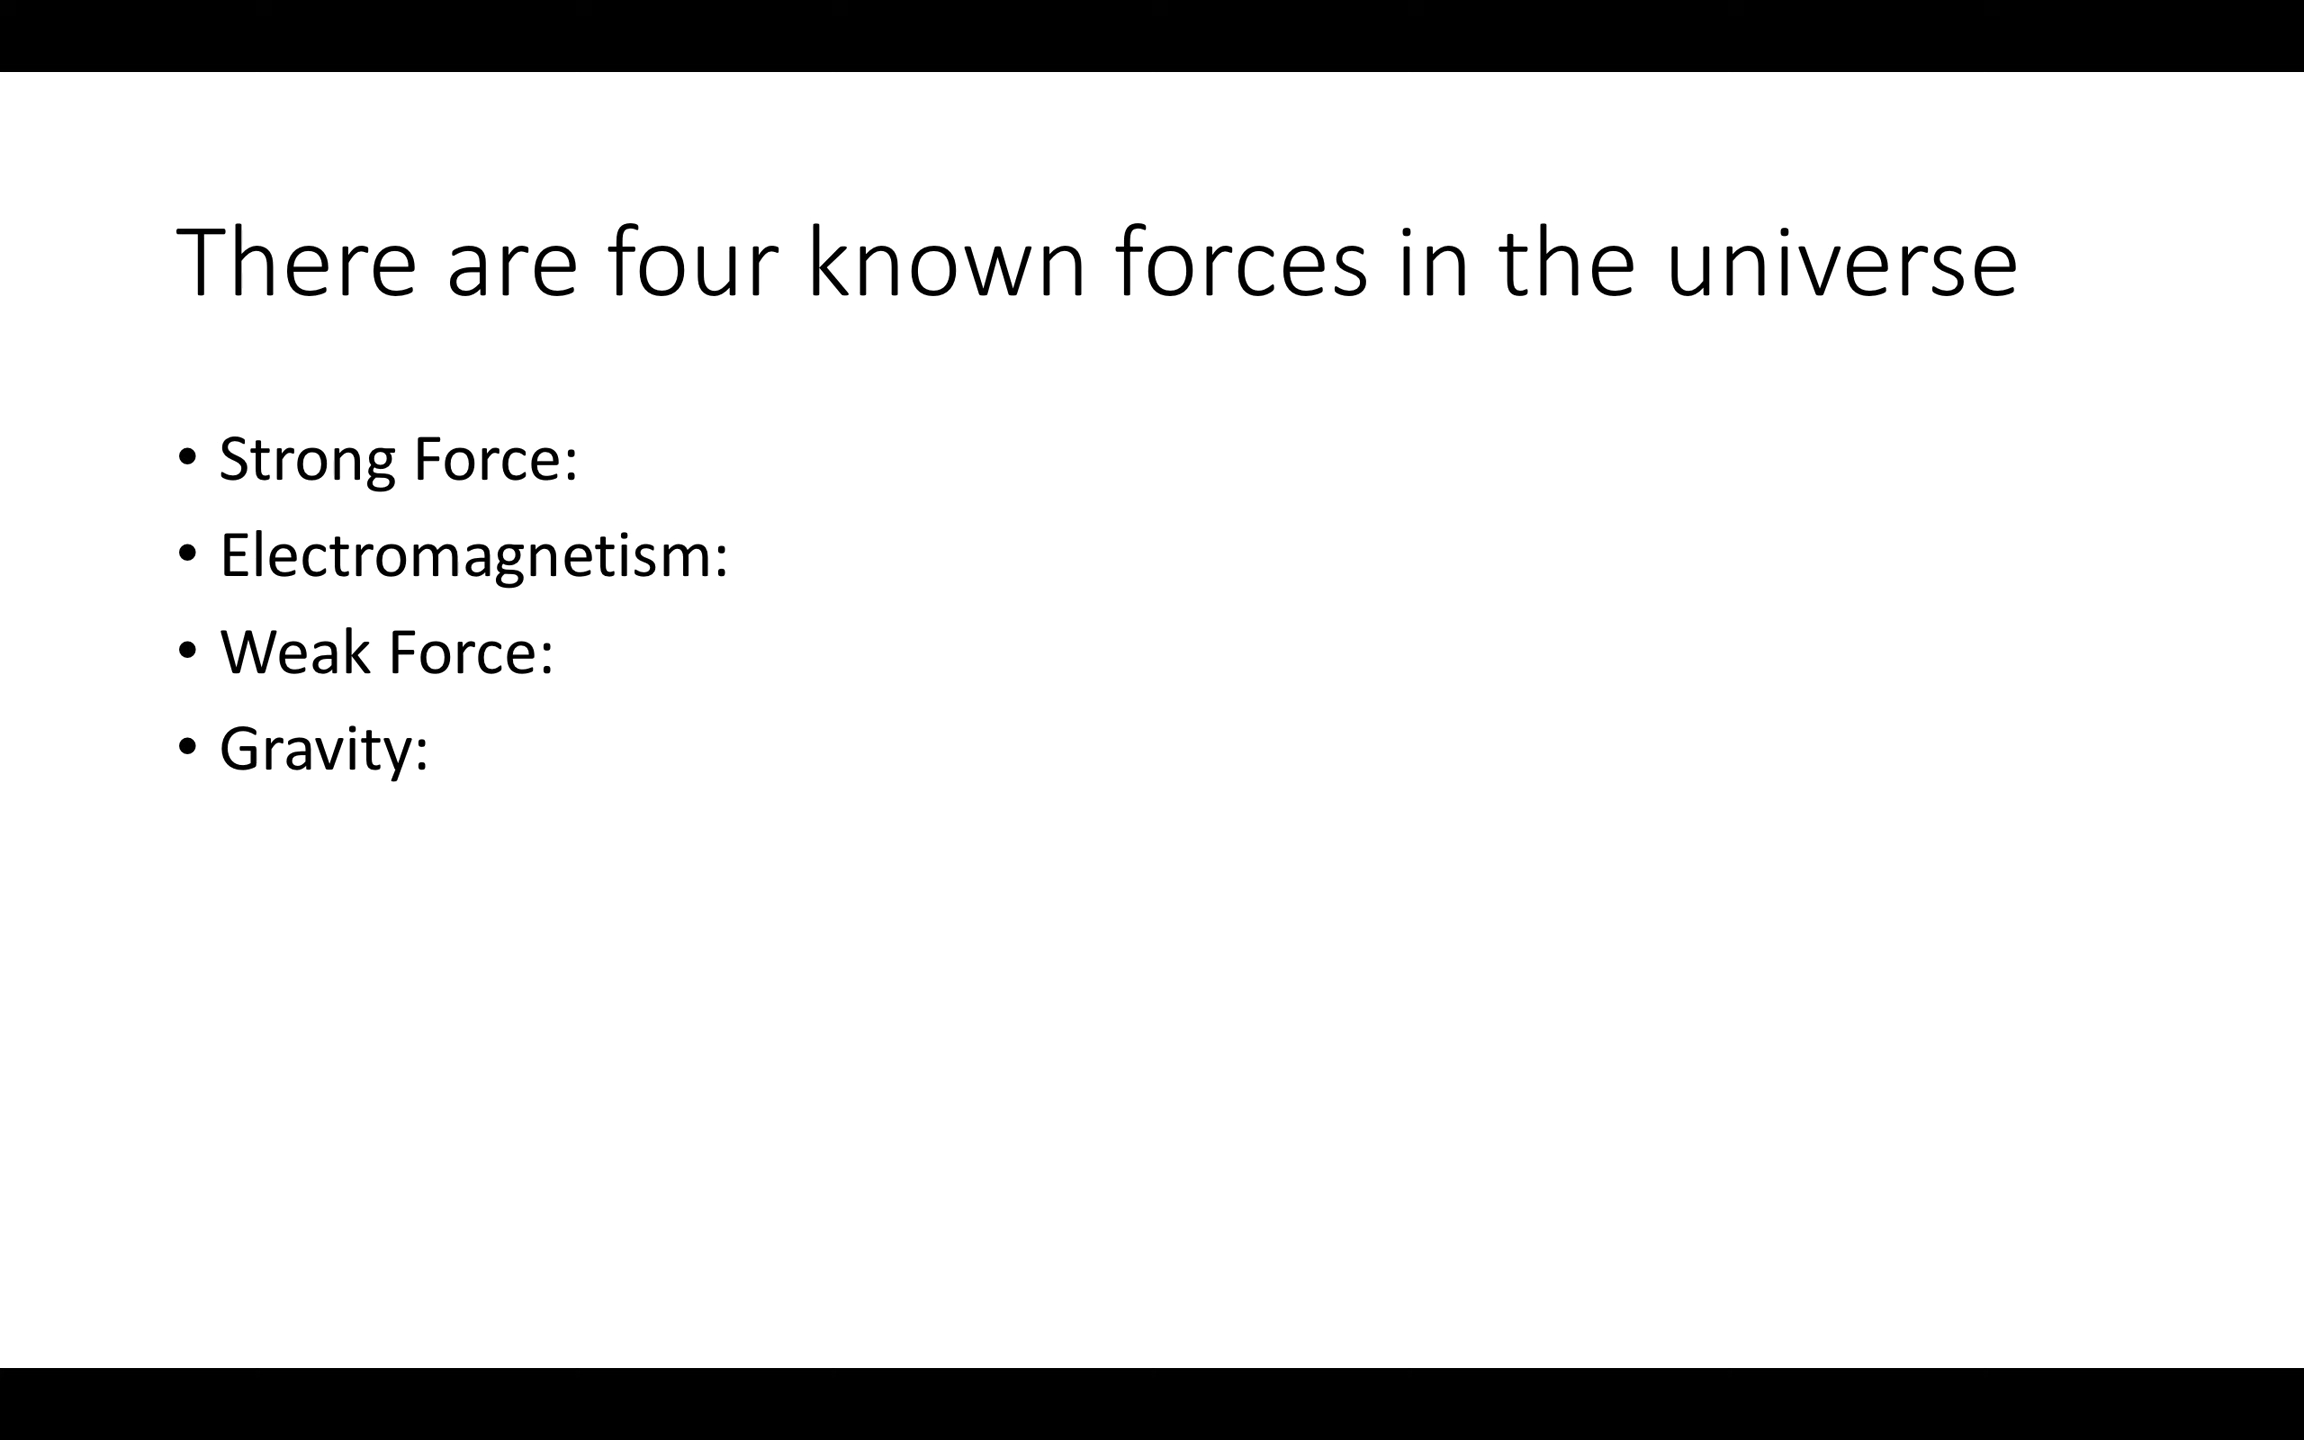 There are four known forces in the universe
• Strong Force:
• Electromagnetism:
• Weak Force:
• Gravity: